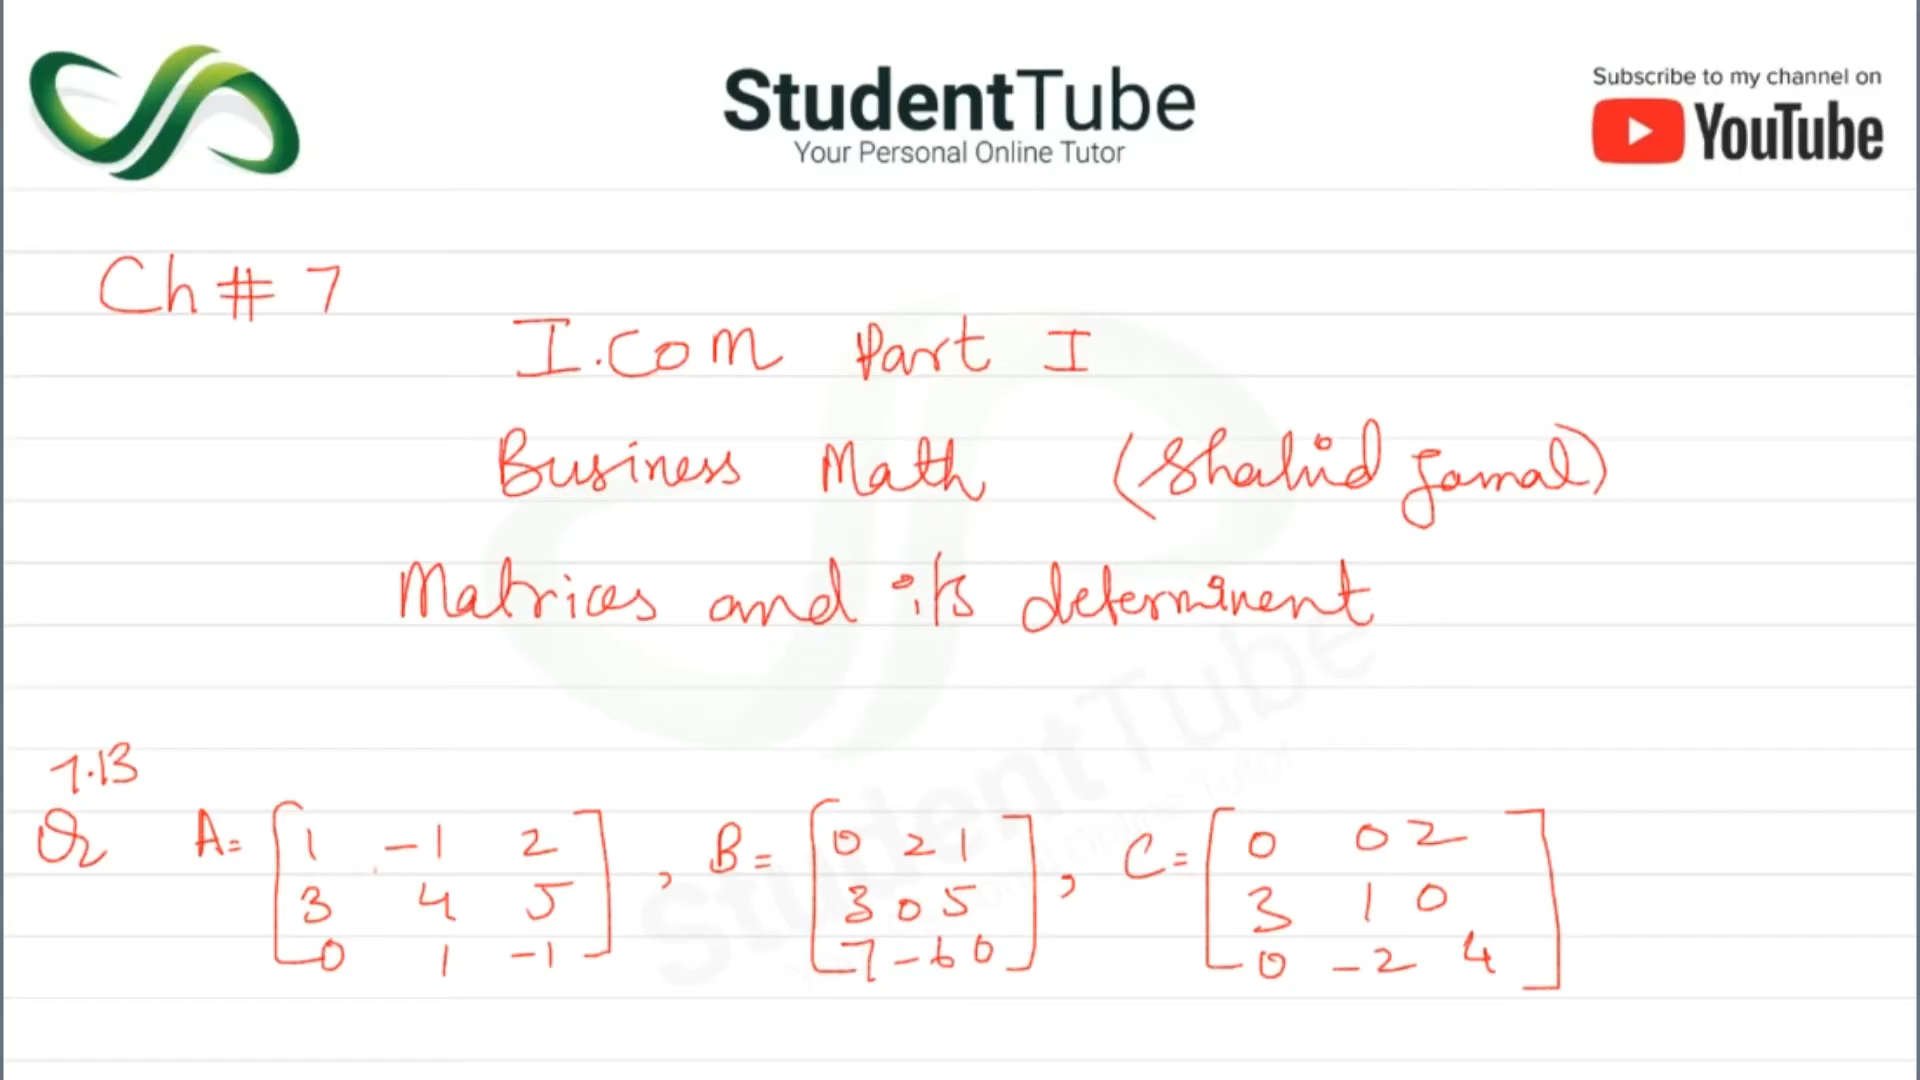 StudentTube
Your Personal Online Tutor
Subscribe to my channel on
YouTube
Ch # 7
I.COM Part I
Business Math (Shahid Jamal)
Matrices and its determinent
7.13
Q2 A= [1 -1 2 , B= [0 2 1 , C= [0 0 2
3 4 5 3 0 5 3 1 0
0 1 -1] 7 -6 0] 0 -2 4]
StudentTube